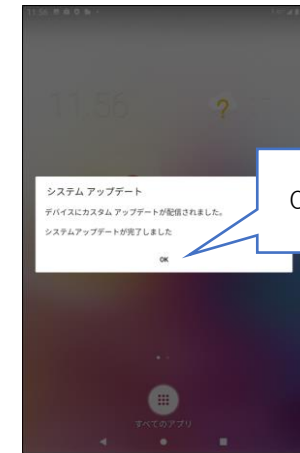 11:56
11:56
?
システム アップデート
デバイスにカスタム アップデートが配信されました。
システムアップデートが完了しました
OK
すべてのアプリ